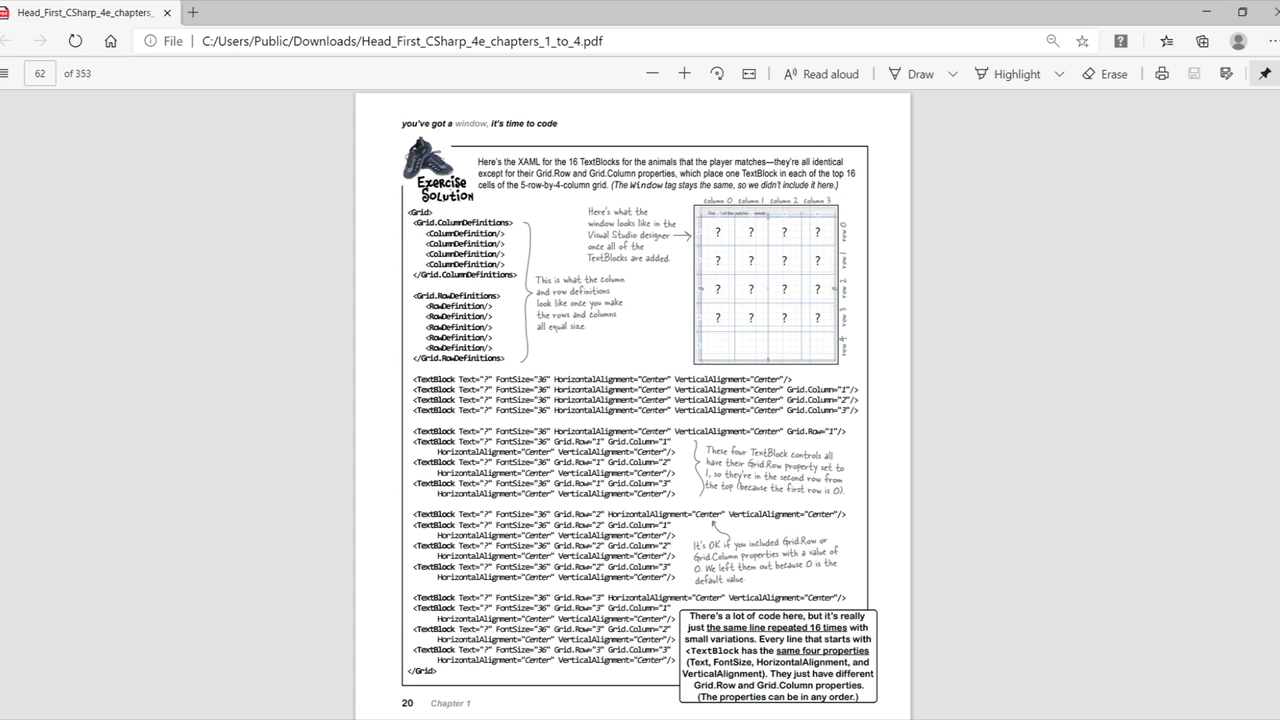 Head_First_CSharp_4e_chapters_
File C:/Users/Public/Downloads/Head_First_CSharp_4e_chapters_1_to_4.pdf
62 of 353
Read aloud Draw Highlight Erase
you've got a window, it's time to code
Exercise
Solution
Here's the XAML for the 16 TextBlocks for the animals that the player matches—they're all identical
except for their Grid.Row and Grid.Column properties, which place one TextBlock in each of the top 16
cells of the 5-row-by-4-column grid. (The Window tag stays the same, so we didn't include it here.)
<Grid>
<Grid.ColumnDefinitions>
<ColumnDefinition/>
<ColumnDefinition/>
<ColumnDefinition/>
<ColumnDefinition/>
</Grid.ColumnDefinitions>
<Grid.RowDefinitions>
<RowDefinition/>
<RowDefinition/>
<RowDefinition/>
<RowDefinition/>
<RowDefinition/>
</Grid.RowDefinitions>
This is what the column
and row definitions
look like once you make
the rows and columns
all equal size.
Here's what the
window looks like in the
Visual Studio designer
once all of the
TextBlocks are added.
column 0 column 1 column 2 column 3
? ? ? ?
? ? ? ?
? ? ? ?
? ? ? ?
row 0
row 1
row 2
row 3
row 4
<TextBlock Text="?" FontSize="36" HorizontalAlignment="Center" VerticalAlignment="Center"/>
<TextBlock Text="?" FontSize="36" HorizontalAlignment="Center" VerticalAlignment="Center" Grid.Column="1"/>
<TextBlock Text="?" FontSize="36" HorizontalAlignment="Center" VerticalAlignment="Center" Grid.Column="2"/>
<TextBlock Text="?" FontSize="36" HorizontalAlignment="Center" VerticalAlignment="Center" Grid.Column="3"/>
<TextBlock Text="?" FontSize="36" HorizontalAlignment="Center" VerticalAlignment="Center" Grid.Row="1"/>
<TextBlock Text="?" FontSize="36" Grid.Row="1" Grid.Column="1"
HorizontalAlignment="Center" VerticalAlignment="Center"/>
<TextBlock Text="?" FontSize="36" Grid.Row="1" Grid.Column="2"
HorizontalAlignment="Center" VerticalAlignment="Center"/>
<TextBlock Text="?" FontSize="36" Grid.Row="1" Grid.Column="3"
HorizontalAlignment="Center" VerticalAlignment="Center"/>
These four TextBlock controls all
have their Grid.Row property set to
1, so they're in the second row from
the top (because the first row is 0).
<TextBlock Text="?" FontSize="36" Grid.Row="2" HorizontalAlignment="Center" VerticalAlignment="Center"/>
<TextBlock Text="?" FontSize="36" Grid.Row="2" Grid.Column="1"
HorizontalAlignment="Center" VerticalAlignment="Center"/>
<TextBlock Text="?" FontSize="36" Grid.Row="2" Grid.Column="2"
HorizontalAlignment="Center" VerticalAlignment="Center"/>
<TextBlock Text="?" FontSize="36" Grid.Row="2" Grid.Column="3"
HorizontalAlignment="Center" VerticalAlignment="Center"/>
It's OK if you included Grid.Row or
Grid.Column properties with a value of
0. We left them out because 0 is the
default value.
<TextBlock Text="?" FontSize="36" Grid.Row="3" HorizontalAlignment="Center" VerticalAlignment="Center"/>
<TextBlock Text="?" FontSize="36" Grid.Row="3" Grid.Column="1"
HorizontalAlignment="Center" VerticalAlignment="Center"/>
<TextBlock Text="?" FontSize="36" Grid.Row="3" Grid.Column="2"
HorizontalAlignment="Center" VerticalAlignment="Center"/>
<TextBlock Text="?" FontSize="36" Grid.Row="3" Grid.Column="3"
HorizontalAlignment="Center" VerticalAlignment="Center"/>
</Grid>
There's a lot of code here, but it's really
just the same line repeated 16 times with
small variations. Every line that starts with
<TextBlock has the same four properties
(Text, FontSize, HorizontalAlignment, and
VerticalAlignment). They just have different
Grid.Row and Grid.Column properties.
(The properties can be in any order.)
20 Chapter 1